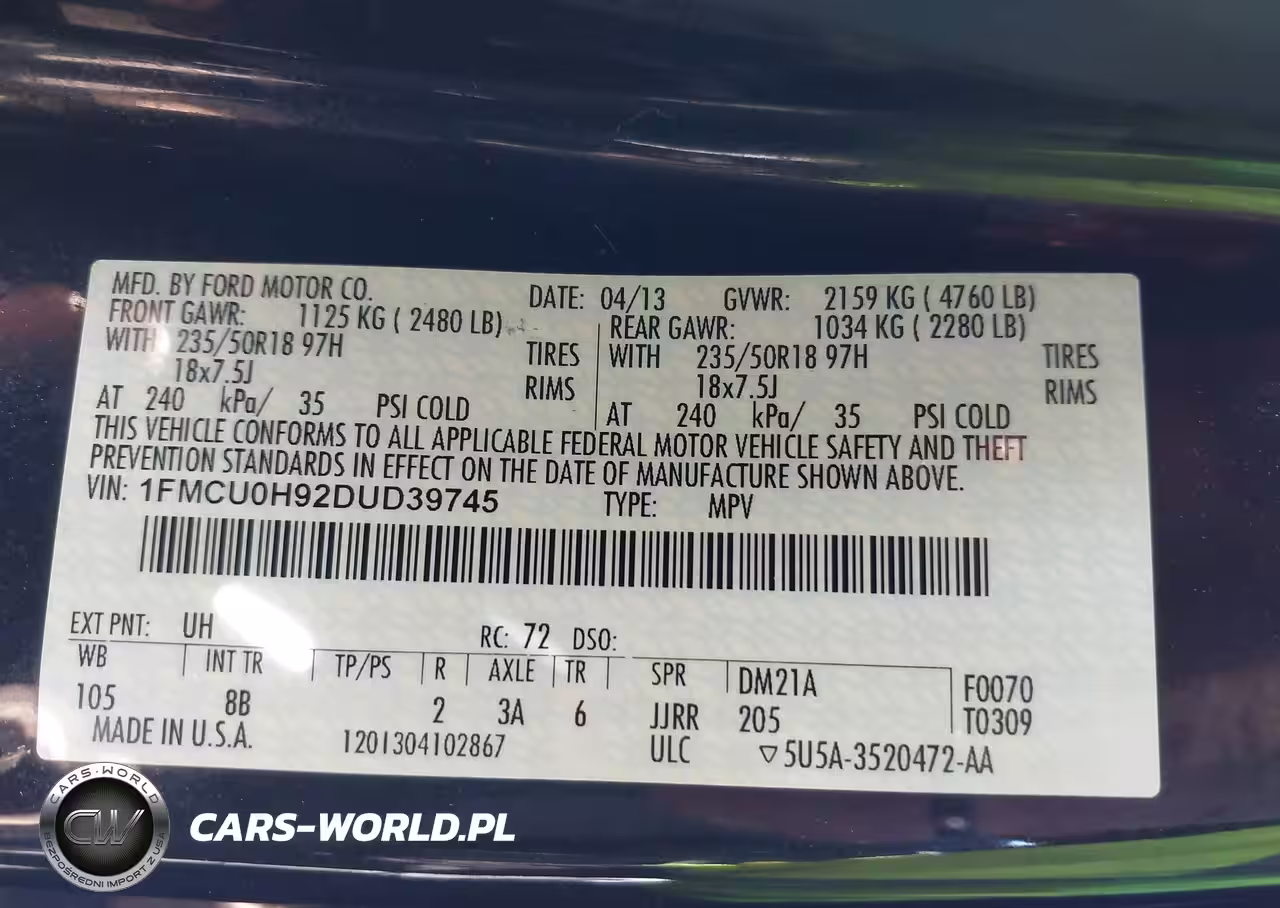 MFD. BY FORD MOTOR CO. DATE: 04/13 GVWR: 2159 KG ( 4760 LB)
FRONT GAWR: 1125 KG ( 2480 LB) REAR GAWR: 1034 KG ( 2280 LB)
WITH 235/50R18 97H TIRES WITH 235/50R18 97H TIRES
18x7.5J RIMS 18x7.5J RIMS
AT 240 kPa/ 35 PSI COLD AT 240 kPa/ 35 PSI COLD
THIS VEHICLE CONFORMS TO ALL APPLICABLE FEDERAL MOTOR VEHICLE SAFETY AND THEFT
PREVENTION STANDARDS IN EFFECT ON THE DATE OF MANUFACTURE SHOWN ABOVE.
VIN: 1FMCU0H92DUD39745 TYPE: MPV
EXT PNT: UH RC: 72 DSO:
WB INT TR TP/PS R AXLE TR SPR DM21A F0070
105 8B 2 3A 6 JJRR 205 T0309
MADE IN U.S.A. 1201304102867 ULC ▽5U5A-3520472-AA
CARS-WORLD
CW
BEZPOŚREDNI IMPORT Z USA
CARS-WORLD.PL